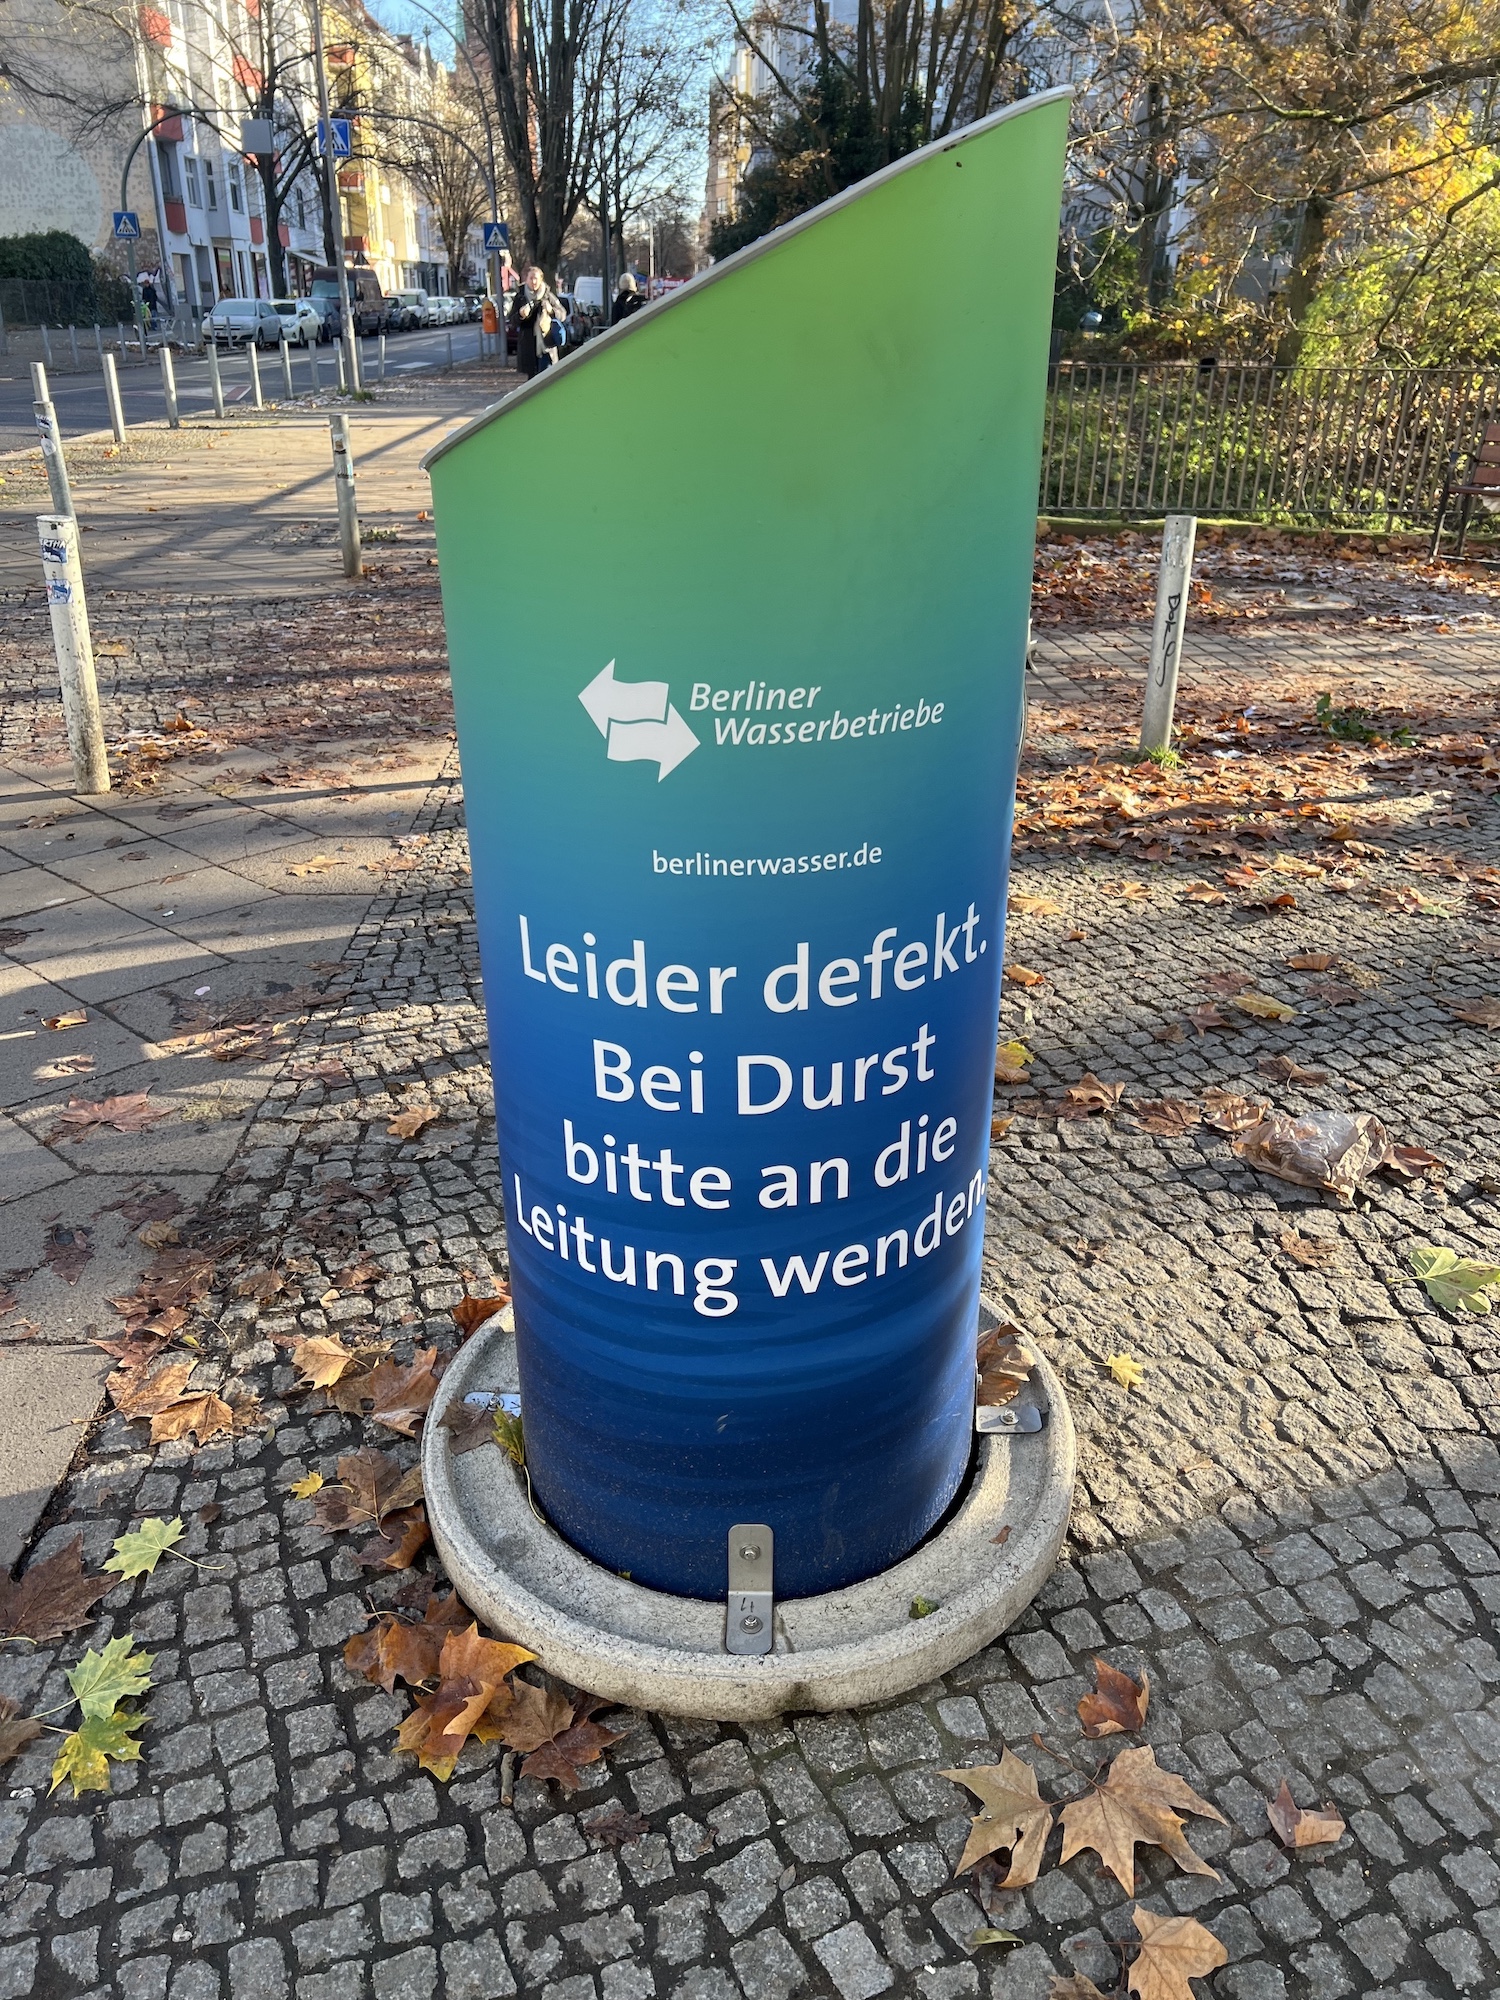 Berliner
Wasserbetriebe
berlinerwasser.de
Leider defekt.
Bei Durst
bitte an die
Leitung wenden.